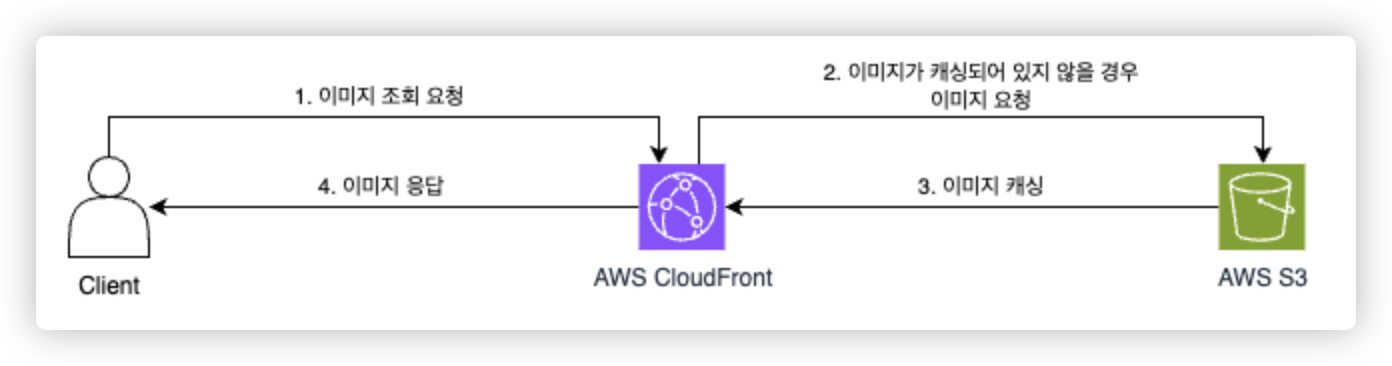 1. 이미지 조회 요청
2. 이미지가 캐싱되어 있지 않을 경우
이미지 요청
4. 이미지 응답
3. 이미지 캐싱
Client
AWS CloudFront
AWS S3